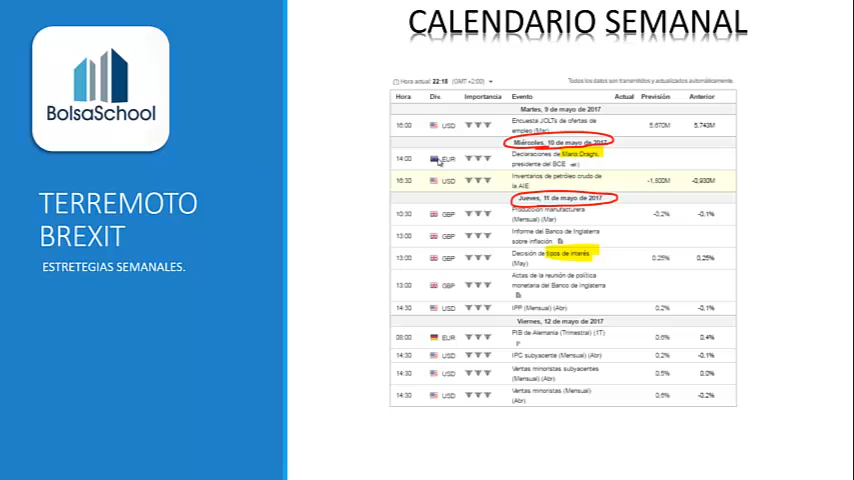 CALENDARIO SEMANAL
BolsaSchool
TERREMOTO
BREXIT
ESTRETEGIAS SEMANALES.
Hora actual: 22:18 (GMT +2:00)
Todos los datos son transmitidos y actualizados automáticamente.
Hora Div. Importancia Evento Actual Previsión Anterior
Martes, 9 de mayo de 2017
16:00 USD Encuesta JOLTs de ofertas de empleo (Mar) 5,670M 5,743M
Miércoles, 10 de mayo de 2017
14:00 EUR Declaraciones de Mario Draghi, presidente del BCE
16:30 USD Inventarios de petróleo crudo de la AIE -1,800M -0,930M
Jueves, 11 de mayo de 2017
10:30 GBP Producción manufacturera (Mensual) (Mar) -0,2% -0,1%
13:00 GBP Informe del Banco de Inglaterra sobre inflación
13:00 GBP Decisión de tipos de interés (May) 0,25% 0,25%
13:00 GBP Actas de la reunión de política monetaria del Banco de Inglaterra
14:30 USD IPP (Mensual) (Abr) 0,2% -0,1%
Viernes, 12 de mayo de 2017
08:00 EUR PIB de Alemania (Trimestral) (1T) 0,6% 0,4%
14:30 USD IPC subyacente (Mensual) (Abr) 0,2% -0,1%
14:30 USD Ventas minoristas subyacentes (Mensual) (Abr) 0,5% 0,0%
14:30 USD Ventas minoristas (Mensual) (Abr) 0,6% -0,2%